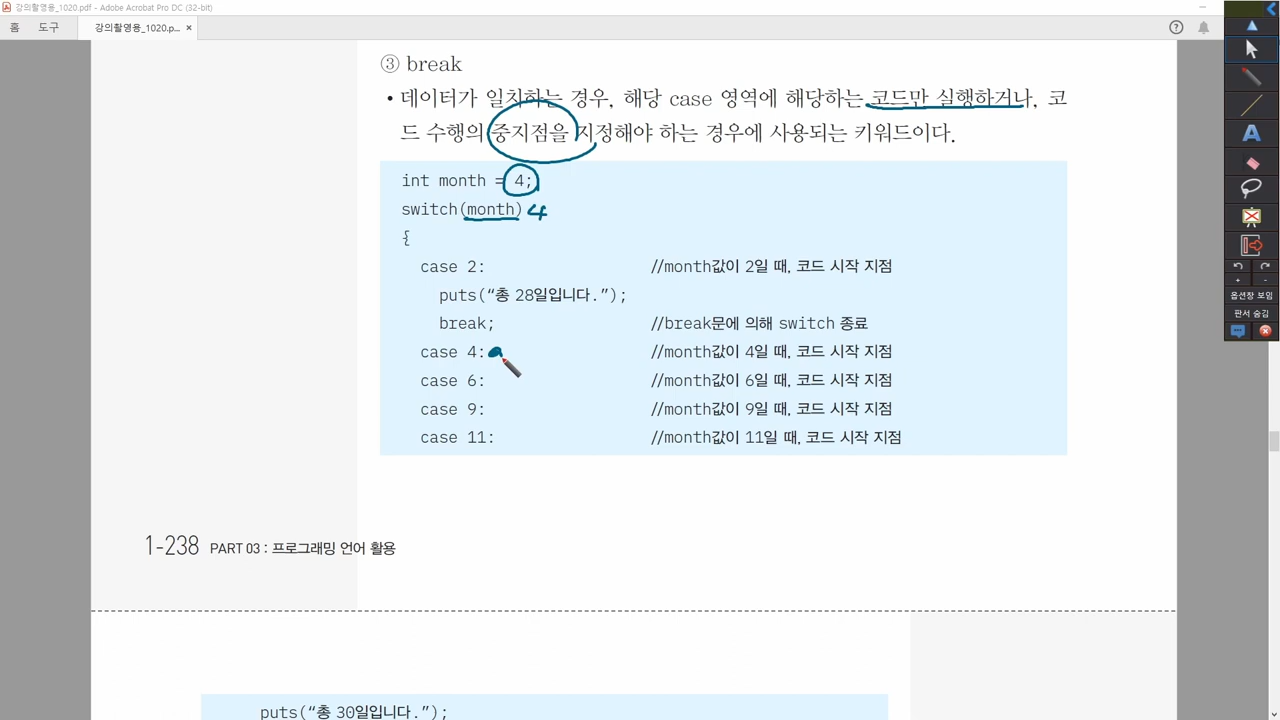 강의촬영용_1020.pdf - Adobe Acrobat Pro DC (32-bit)
홈 도구 강의촬영용_1020.p... ×
③ break
• 데이터가 일치하는 경우, 해당 case 영역에 해당하는 코드만 실행하거나, 코
드 수행의 중지점을 지정해야 하는 경우에 사용되는 키워드이다.
int month = 4;
switch(month) 4
{
case 2: //month값이 2일 때, 코드 시작 지점
puts(“총 28일입니다.”);
break; //break문에 의해 switch 종료
case 4: //month값이 4일 때, 코드 시작 지점
case 6: //month값이 6일 때, 코드 시작 지점
case 9: //month값이 9일 때, 코드 시작 지점
case 11: //month값이 11일 때, 코드 시작 지점
1-238 PART 03 : 프로그래밍 언어 활용
puts(“총 30일입니다.”);
A
옵션장 보임
판서 숨김